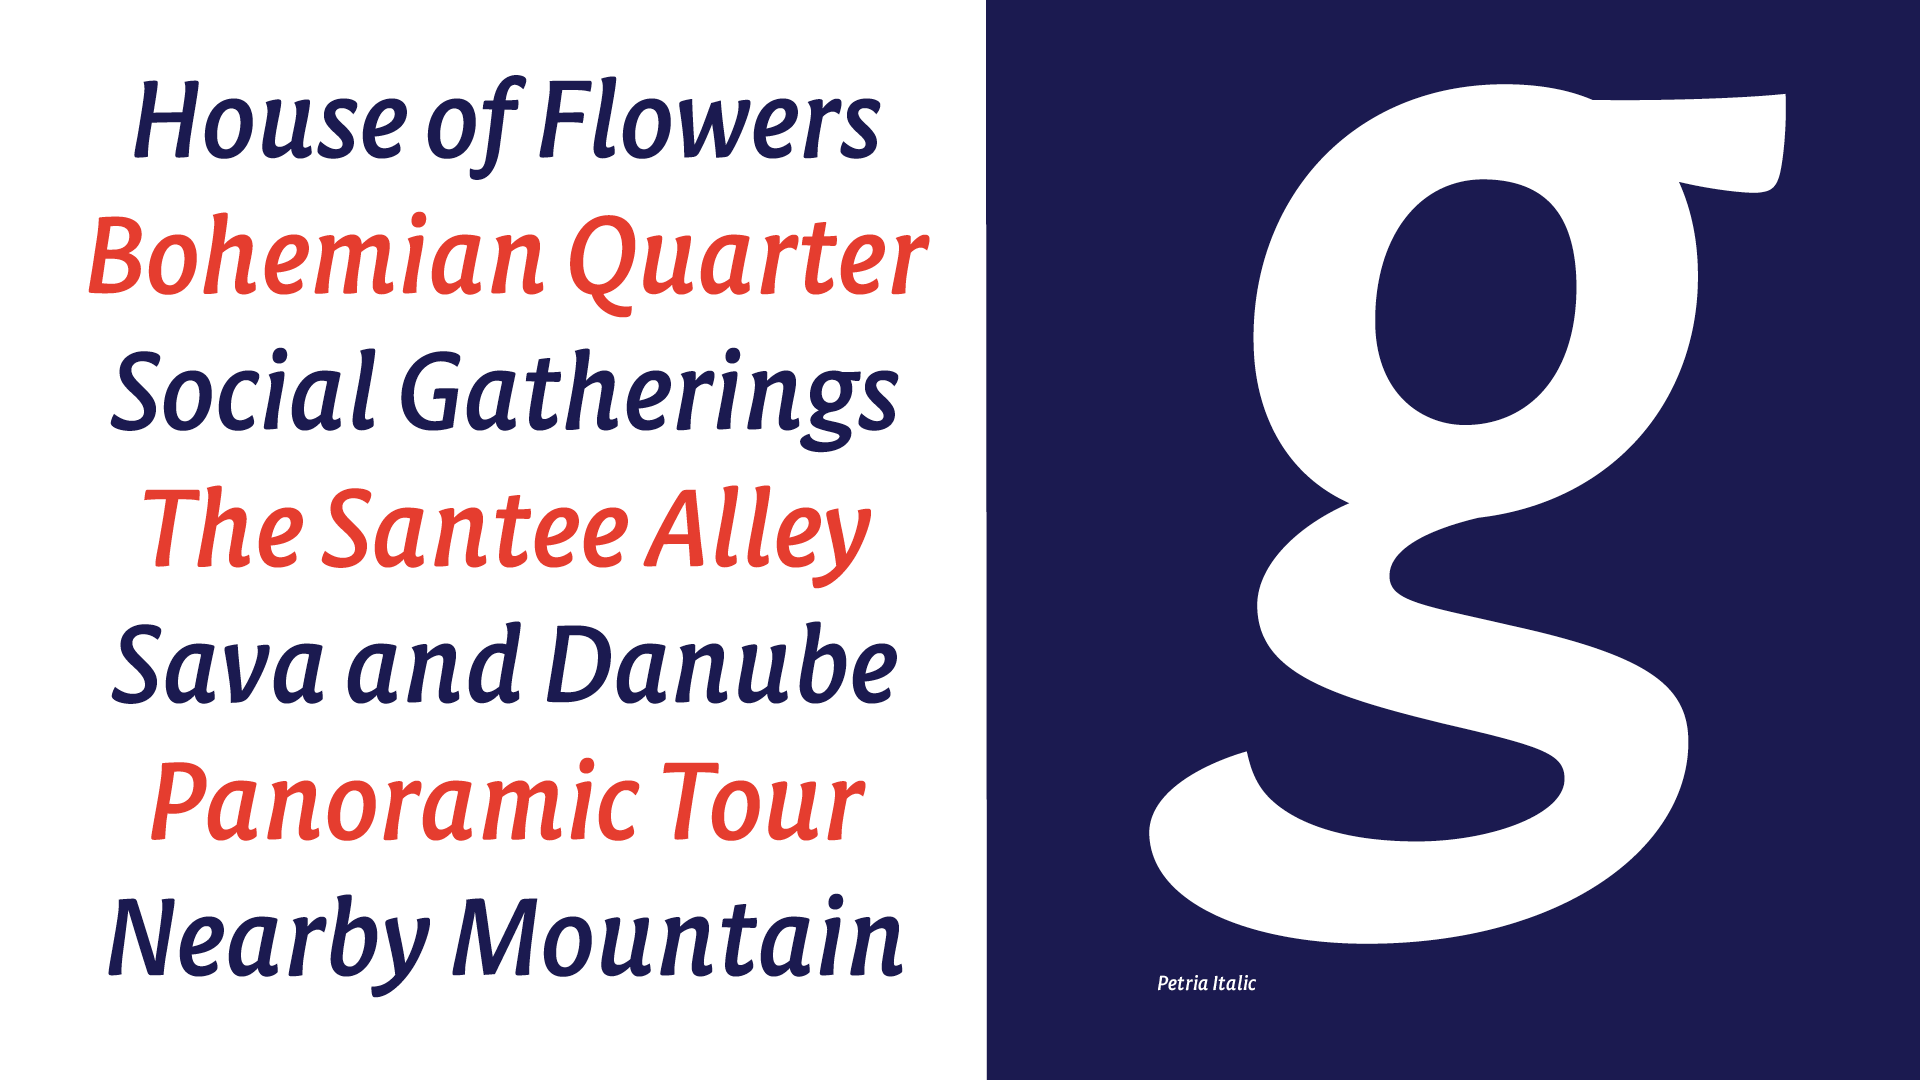 House of Flowers
Bohemian Quarter
Social Gatherings
The Santee Alley
Sava and Danube
Panoramic Tour
Nearby Mountain
g
Petria Italic